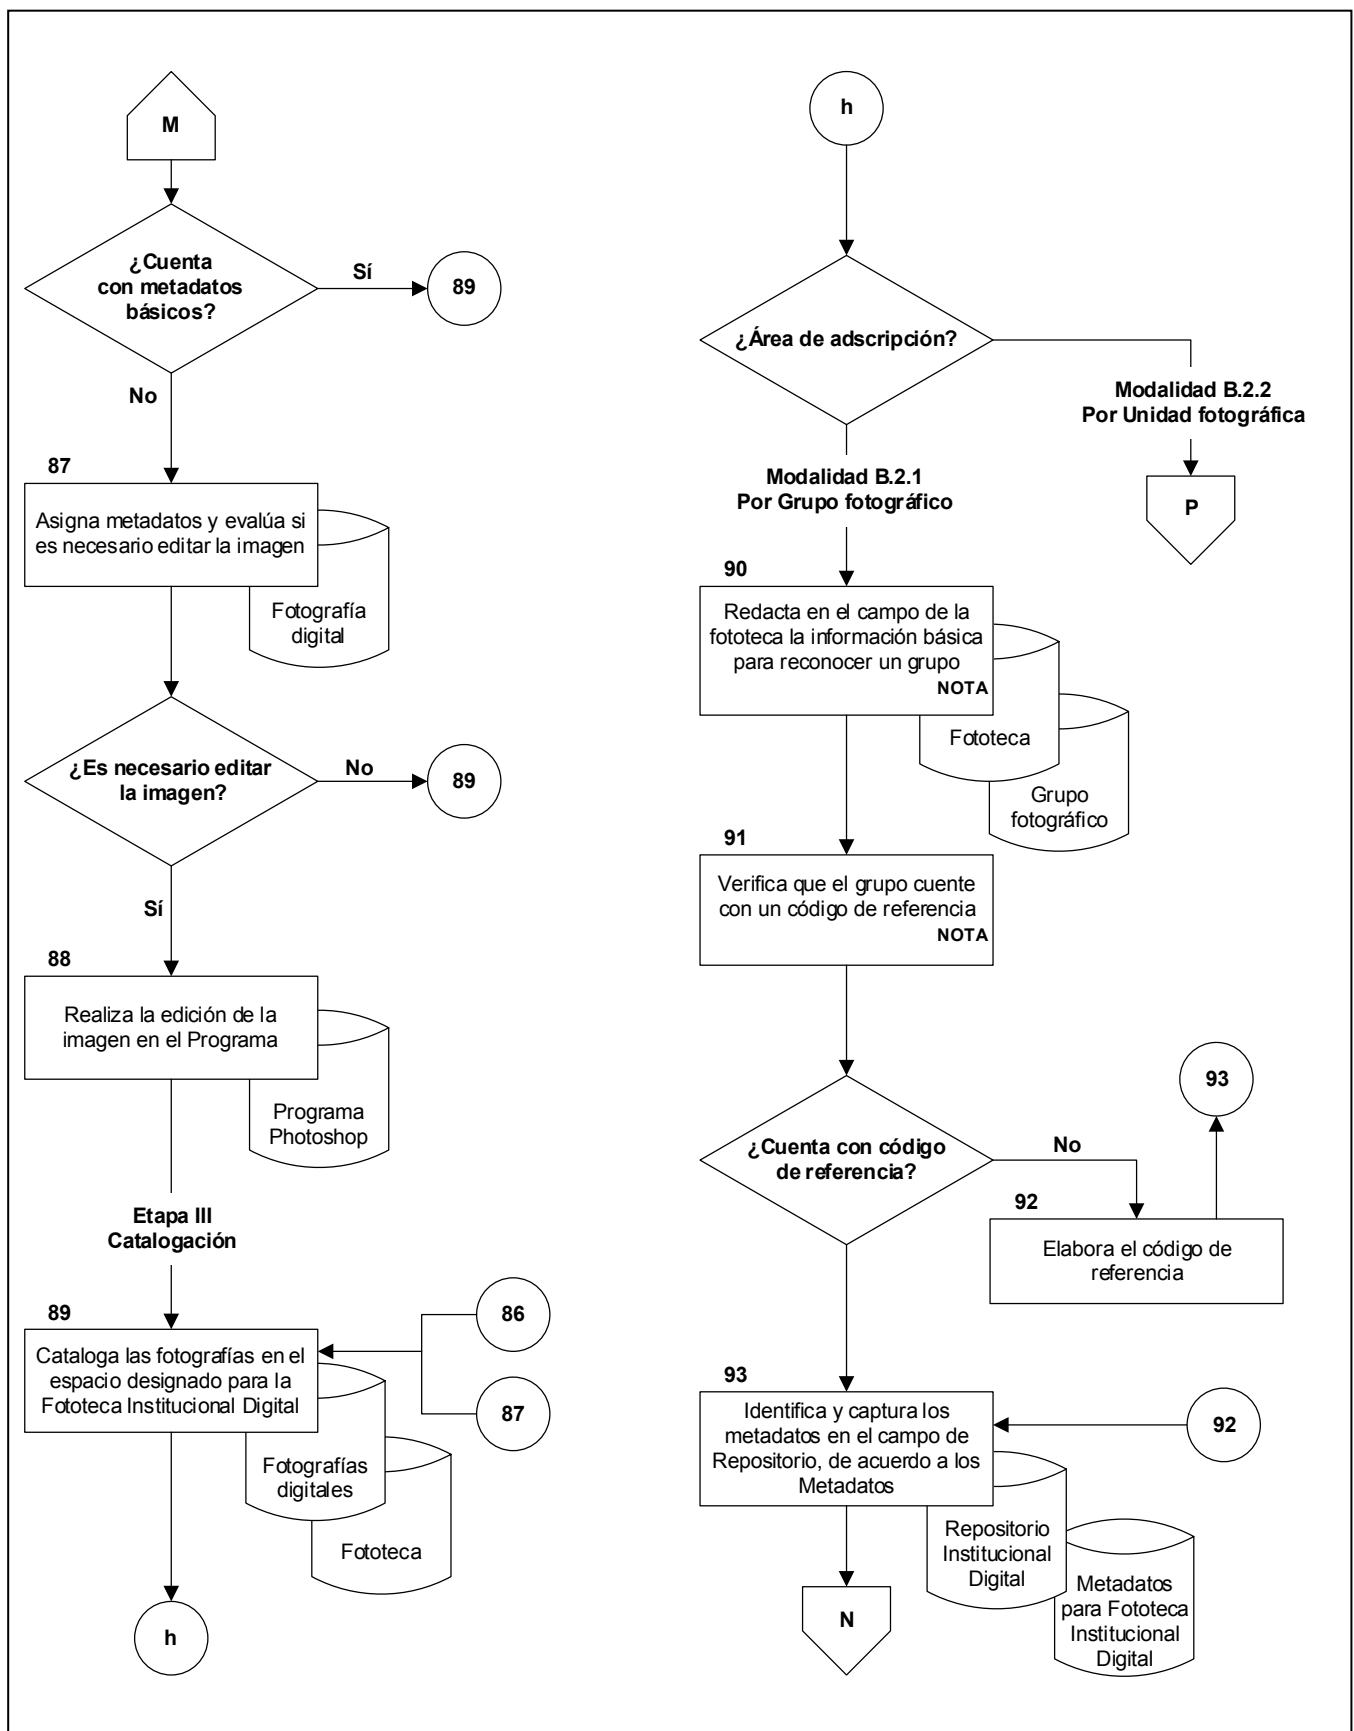 M
¿Cuenta
con metadatos
básicos?
Sí
89
No
87
Asigna metadatos y evalúa si
es necesario editar la imagen
Fotografía
digital
¿Es necesario editar
la imagen?
No
89
Sí
88
Realiza la edición de la
imagen en el Programa
Programa
Photoshop
Etapa III
Catalogación
89
Cataloga las fotografías en el
espacio designado para la
Fototeca Institucional Digital
86
87
Fotografías
digitales
Fototeca
h
h
¿Área de adscripción?
Modalidad B.2.2
Por Unidad fotográfica
P
Modalidad B.2.1
Por Grupo fotográfico
90
Redacta en el campo de la
fototeca la información básica
para reconocer un grupo
NOTA
Fototeca
Grupo
fotográfico
91
Verifica que el grupo cuente
con un código de referencia
NOTA
¿Cuenta con código
de referencia?
No
93
92
Elabora el código de
referencia
93
Identifica y captura los
metadatos en el campo de
Repositorio, de acuerdo a los
Metadatos
92
Repositorio
Institucional
Digital
Metadatos
para Fototeca
Institucional
Digital
N